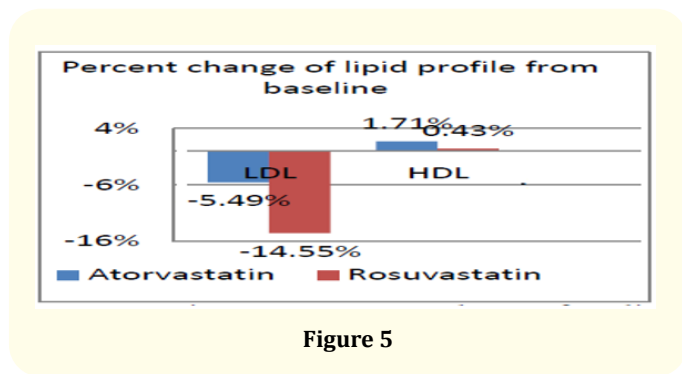 Percent change of lipid profile from
baseline
1.71%
0.43%
4%
LDL
HDL
-6%
-5.49%
-16%
-14.55%
Atorvastatin
Rosuvastatin
Figure 5